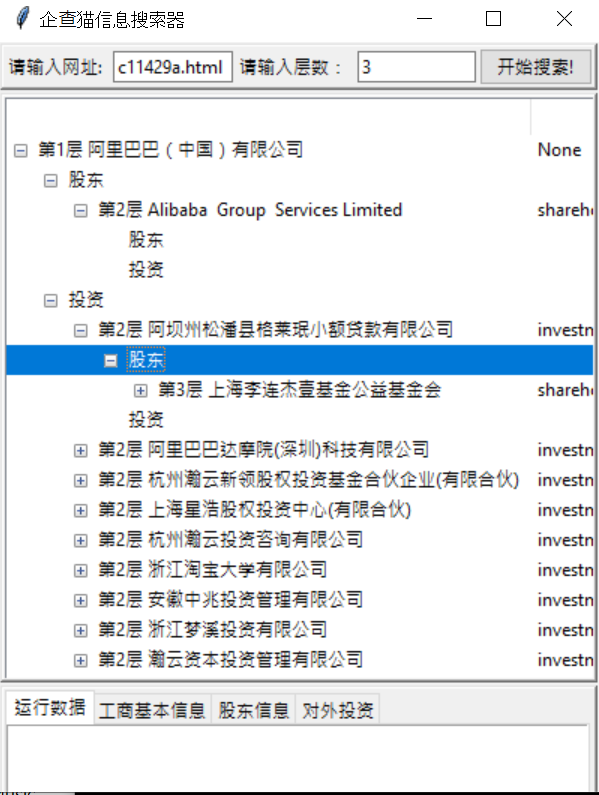 企查猫信息搜索器
请输入网址: c11429a.html 请输入层数： 3 开始搜索!
第1层 阿里巴巴（中国）有限公司 None
股东
第2层 Alibaba Group Services Limited shareh
股东
投资
投资
第2层 阿坝州松潘县格莱珉小额贷款有限公司 investn
股东
第3层 上海李连杰壹基金公益基金会 shareh
投资
第2层 阿里巴巴达摩院(深圳)科技有限公司 investn
第2层 杭州瀚云新领股权投资基金合伙企业(有限合伙) investn
第2层 上海星浩股权投资中心(有限合伙) investn
第2层 杭州瀚云投资咨询有限公司 investn
第2层 浙江淘宝大学有限公司 investn
第2层 安徽中兆投资管理有限公司 investn
第2层 浙江梦溪投资有限公司 investn
第2层 瀚云资本投资管理有限公司 investn
运行数据 工商基本信息 股东信息 对外投资